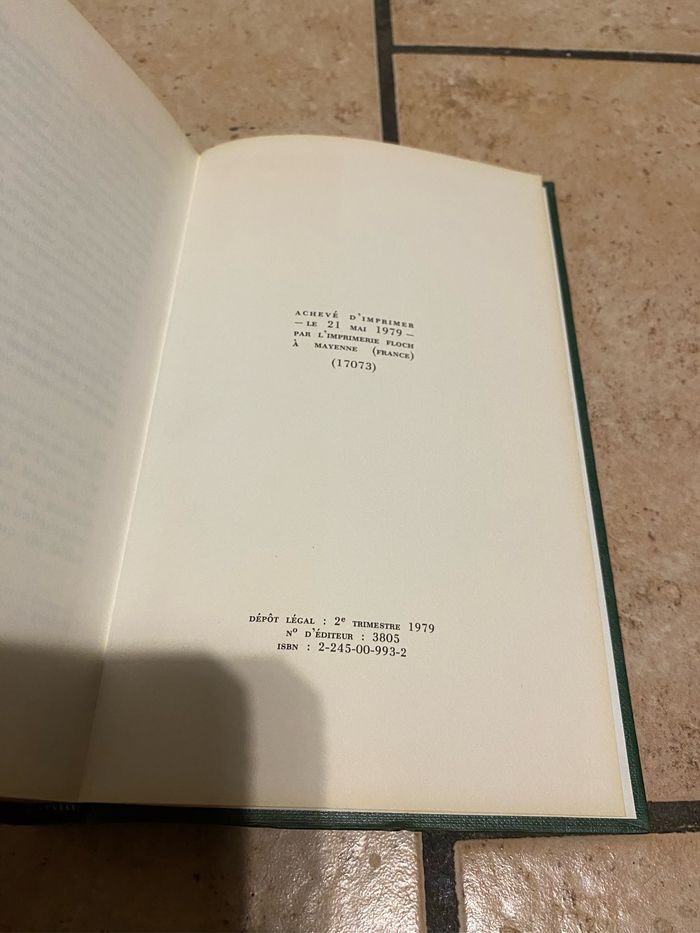 ACHEVÉ D'IMPRIMER
— LE 21 MAI 1979 —
PAR L'IMPRIMERIE FLOCH
À MAYENNE (FRANCE)
(17073)
DÉPÔT LÉGAL : 2e TRIMESTRE 1979
No D'ÉDITEUR : 3805
ISBN : 2-245-00-993-2